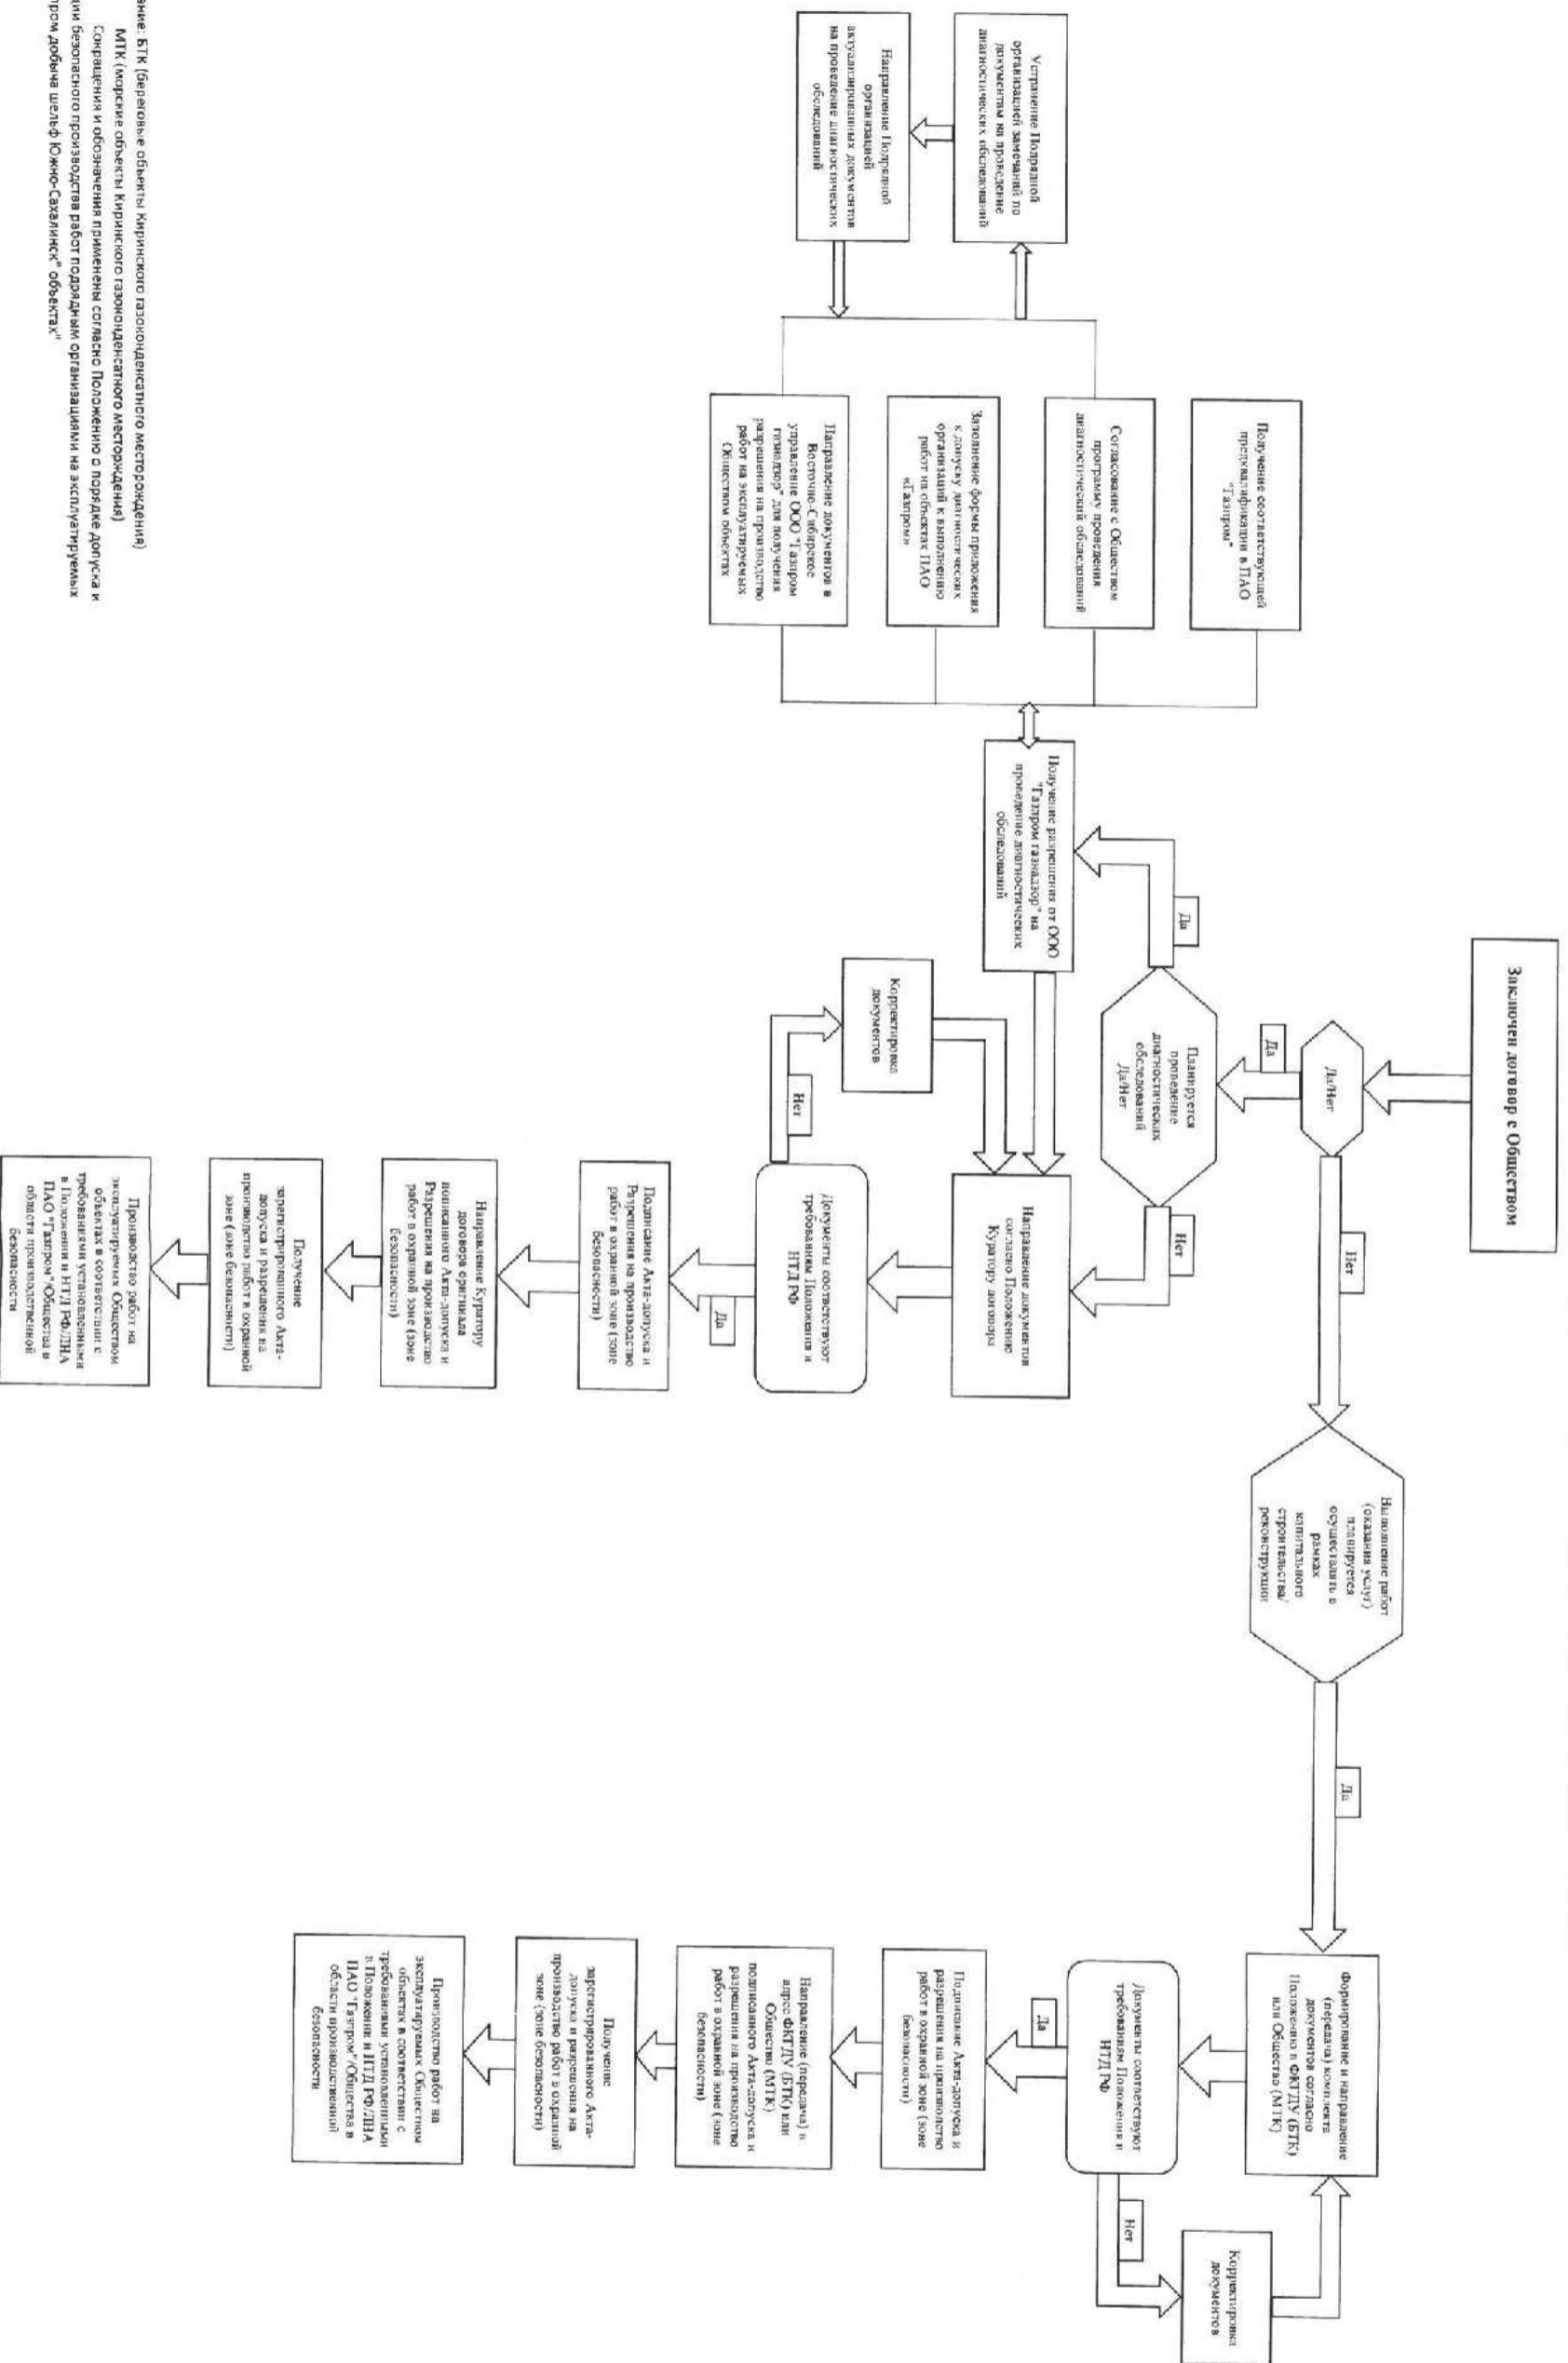 Заключен договор с Обществом
Да/Нет
Да
Нет
Планируется
проведение
диагностических
обследований
Да/Нет
Да
Нет
Выполнение работ
(оказания услуг)
планируется
осуществлять в
рамках
капитального
строительства/
реконструкции
Да
Получение соответствующей
предквалификации в ПАО
"Газпром"
Согласование с Обществом
программу проведения
диагностический обследований
Заполнение формы приложения
к допуску диагностических
организаций к выполнению
работ на объектах ПАО
«Газпром»
Направление документов в
Восточно-Сибирское
управление ООО "Газпром
газнадзор" для получения
разрешения на производство
работ на эксплуатируемых
Обществом объектах
Устранение Подрядной
организацией замечаний по
документам на проведение
диагностических обследований
Направление Подрядной
организацией
актуализированных документов
на проведение диагностических
обследований
Получение разрешения от ООО
"Газпром газнадзор" на
проведение диагностических
обследований
Направление документов
согласно Положению
Куратору договора
Корректировка
документов
Нет
Документы соответствуют
требованиям Положения и
НТД РФ
Да
Подписание Акта-допуска и
Разрешения на производство
работ в охранной зоне (зоне
безопасности)
Направление Куратору
договора оригинала
пописанного Акта-допуска и
Разрешения на производство
работ в охранной зоне (зоне
безопасности)
Получение
зарегистрированного Акта-
допуска и разрешения на
производство работ в охранной
зоне (зоне безопасности)
Производство работ на
эксплуатируемых Обществом
объектах в соответствии с
требованиями установленными
в Положении и НТД РФ/ЛНА
ПАО "Газпром"/Общества в
области производственной
безопасности
Формирование и направление
(передача) комплекта
документов согласно
Положению в ФКГДУ (БТК)
или Общество (МТК)
Документы соответствуют
требованиям Положения и
НТД РФ
Нет
Корректировка
документов
Да
Подписание Акта-допуска и
разрешения на производство
работ в охранной зоне (зоне
безопасности)
Направление (передача) в
адрес ФКГДУ (БТК) или
Общество (МТК)
подписанного Акта-допуска и
разрешения на производство
работ в охранной зоне (зоне
безопасности)
Получение
зарегистрированного Акта-
допуска и разрешения на
производство работ в охранной
зоне (зоне безопасности)
Производство работ на
эксплуатируемых Обществом
объектах в соответствии с
требованиями установленными
в Положении и НТД РФ/ЛНА
ПАО "Газпром"/Общества в
области производственной
безопасности
ание: БТК (береговые объекты Киринского газоконденсатного месторождения)
МТК (морские объекты Киринского газоконденсатного месторождения)
Сокращения и обозначения применены согласно Положению о порядке допуска и
ции безопасного производства работ подрядным организациями на эксплуатируемых
пром добыча шельф Южно-Сахалинск" объектах"